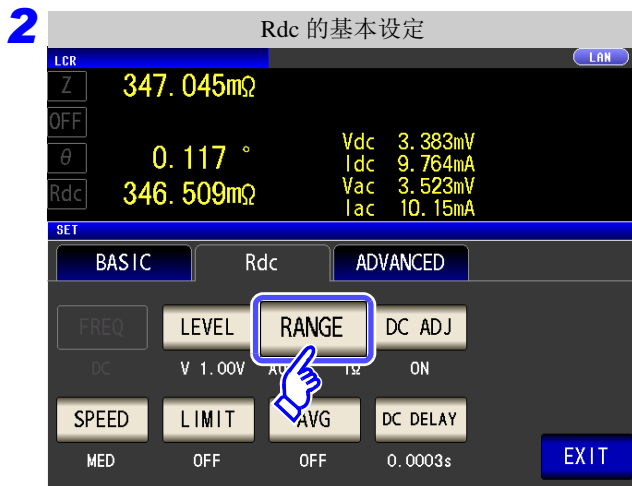 2
Rdc 的基本设定
LCR
LAN
Z 347.045mΩ
OFF
θ 0.117 °
Rdc 346.509mΩ
Vdc 3.383mV
Idc 9.764mA
Vac 3.523mV
Iac 10.15mA
SET
BASIC Rdc ADVANCED
FREQ LEVEL RANGE DC ADJ
DC V 1.00V 1Ω ON
SPEED LIMIT AVG DC DELAY
MED OFF OFF 0.0003s
EXIT